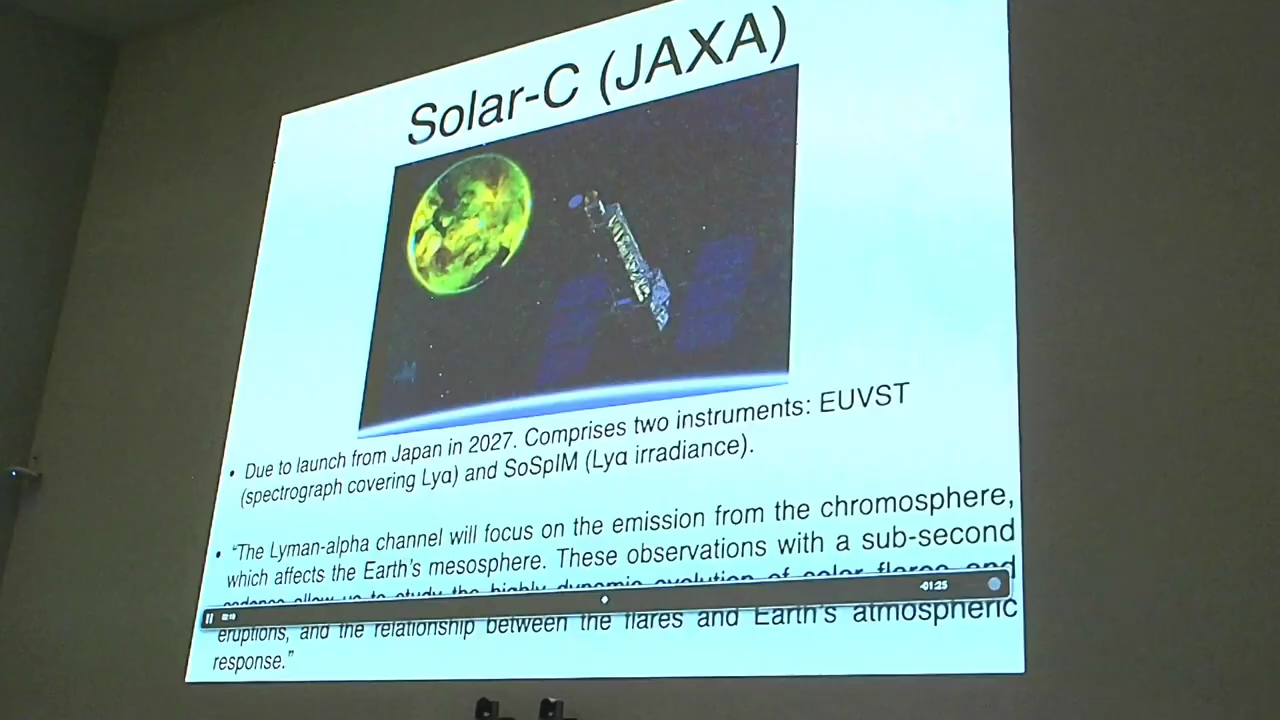 Solar-C (JAXA)
• Due to launch from Japan in 2027. Comprises two instruments: EUVST
(spectrograph covering Lyα) and SoSpIM (Lyα irradiance).
• “The Lyman-alpha channel will focus on the emission from the chromosphere,
which affects the Earth's mesosphere. These observations with a sub-second
cadence allow us to study the highly dynamic evolution of solar flares and
-01:25
eruptions, and the relationship between the flares and Earth's atmospheric
response.”